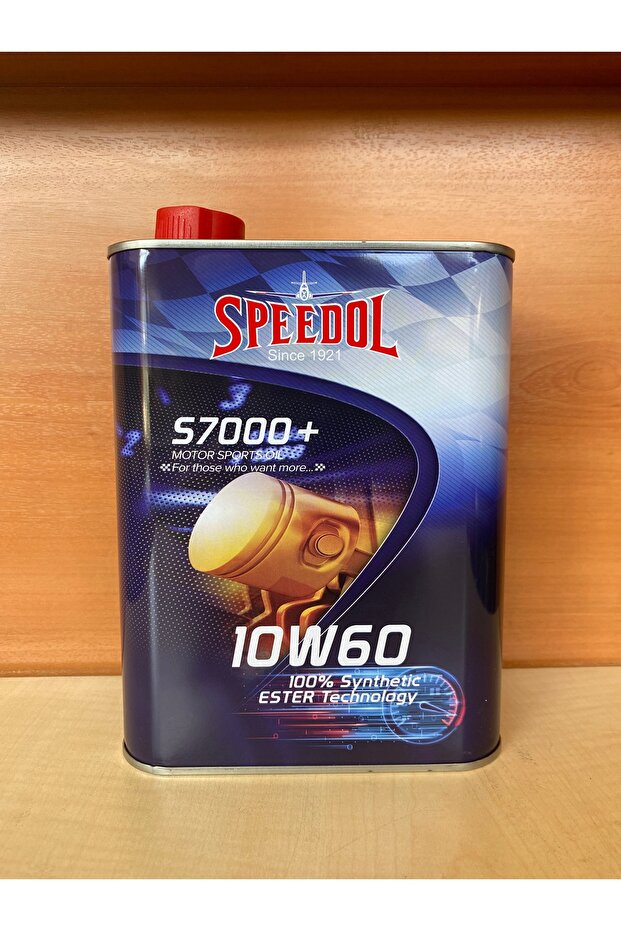 SPEEDOL
Since 1921
S7000+
MOTOR SPORTS OIL
For those who want more...
10W60
100% Synthetic
ESTER Technology